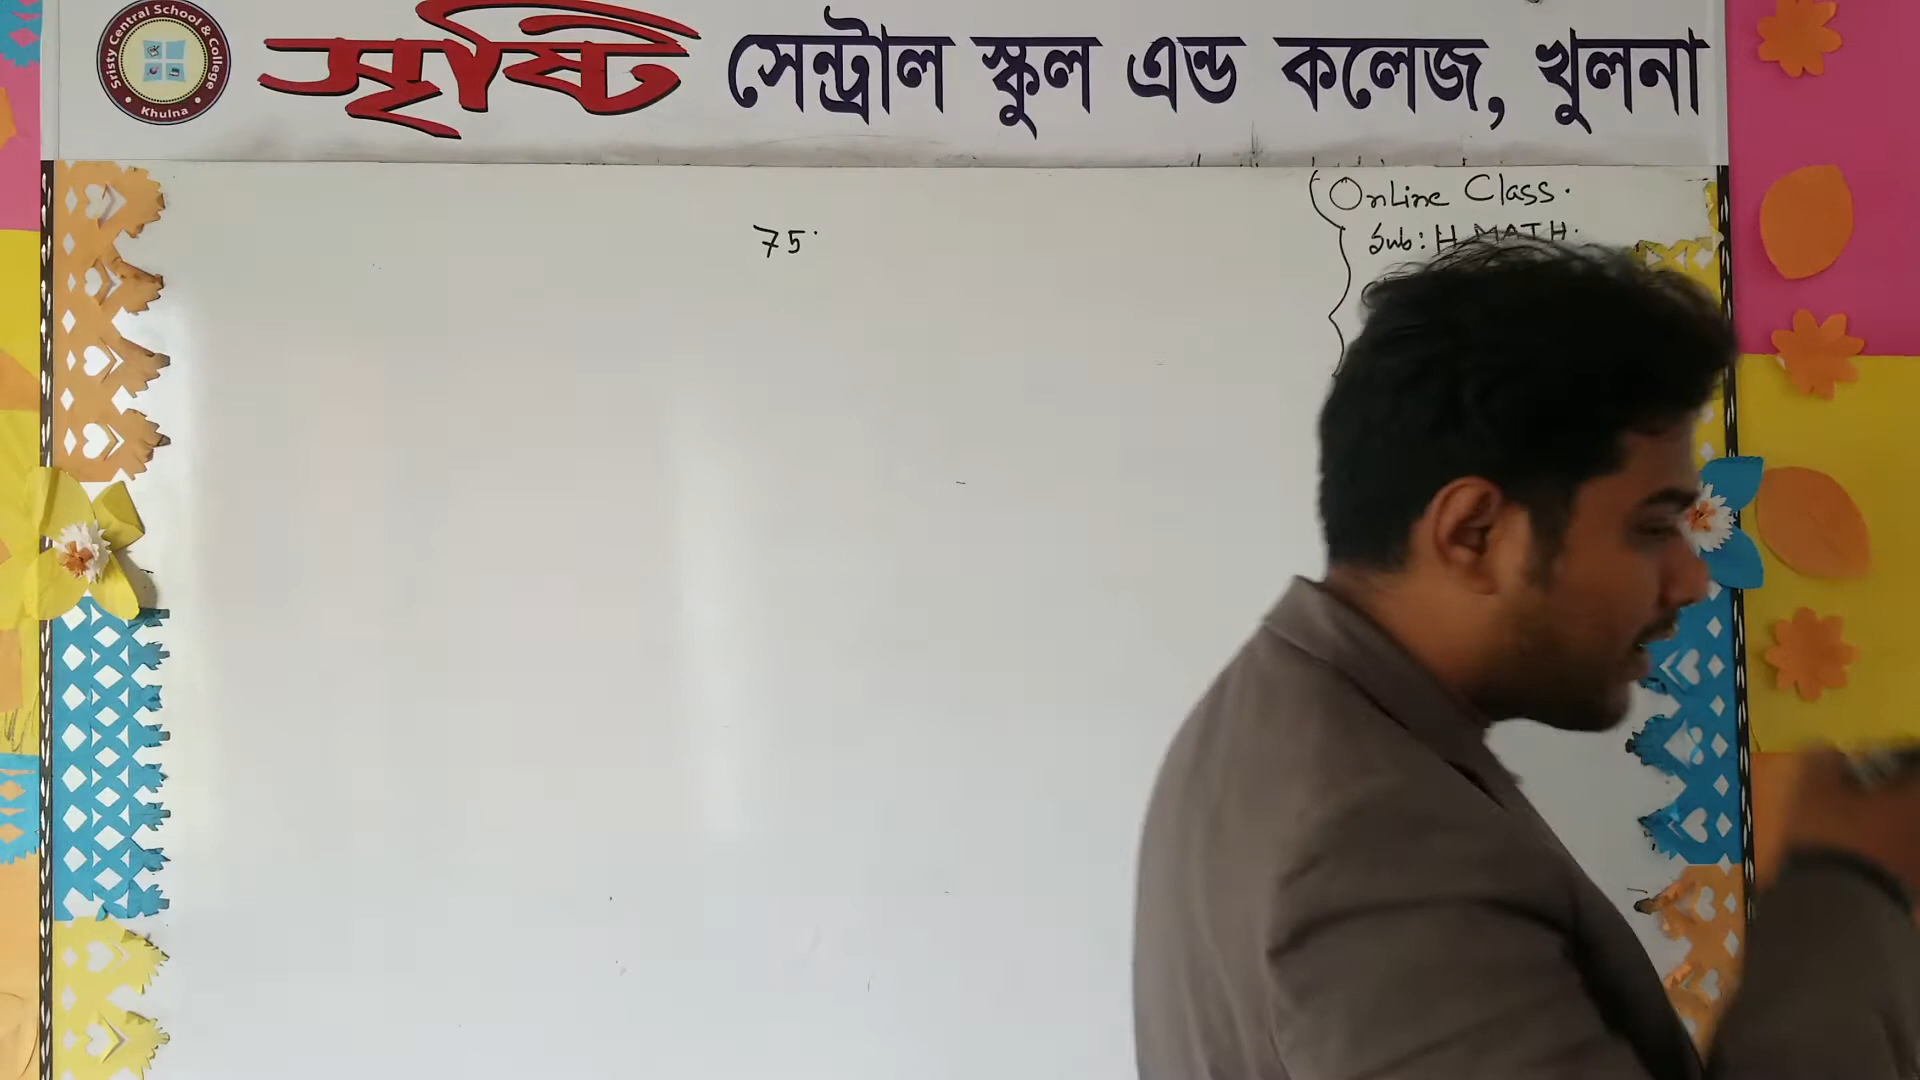 Sristy Central School & College
Khulna
সৃষ্টি সেন্ট্রাল স্কুল এন্ড কলেজ, খুলনা
Online Class.
Sub: H. MATH.
75.